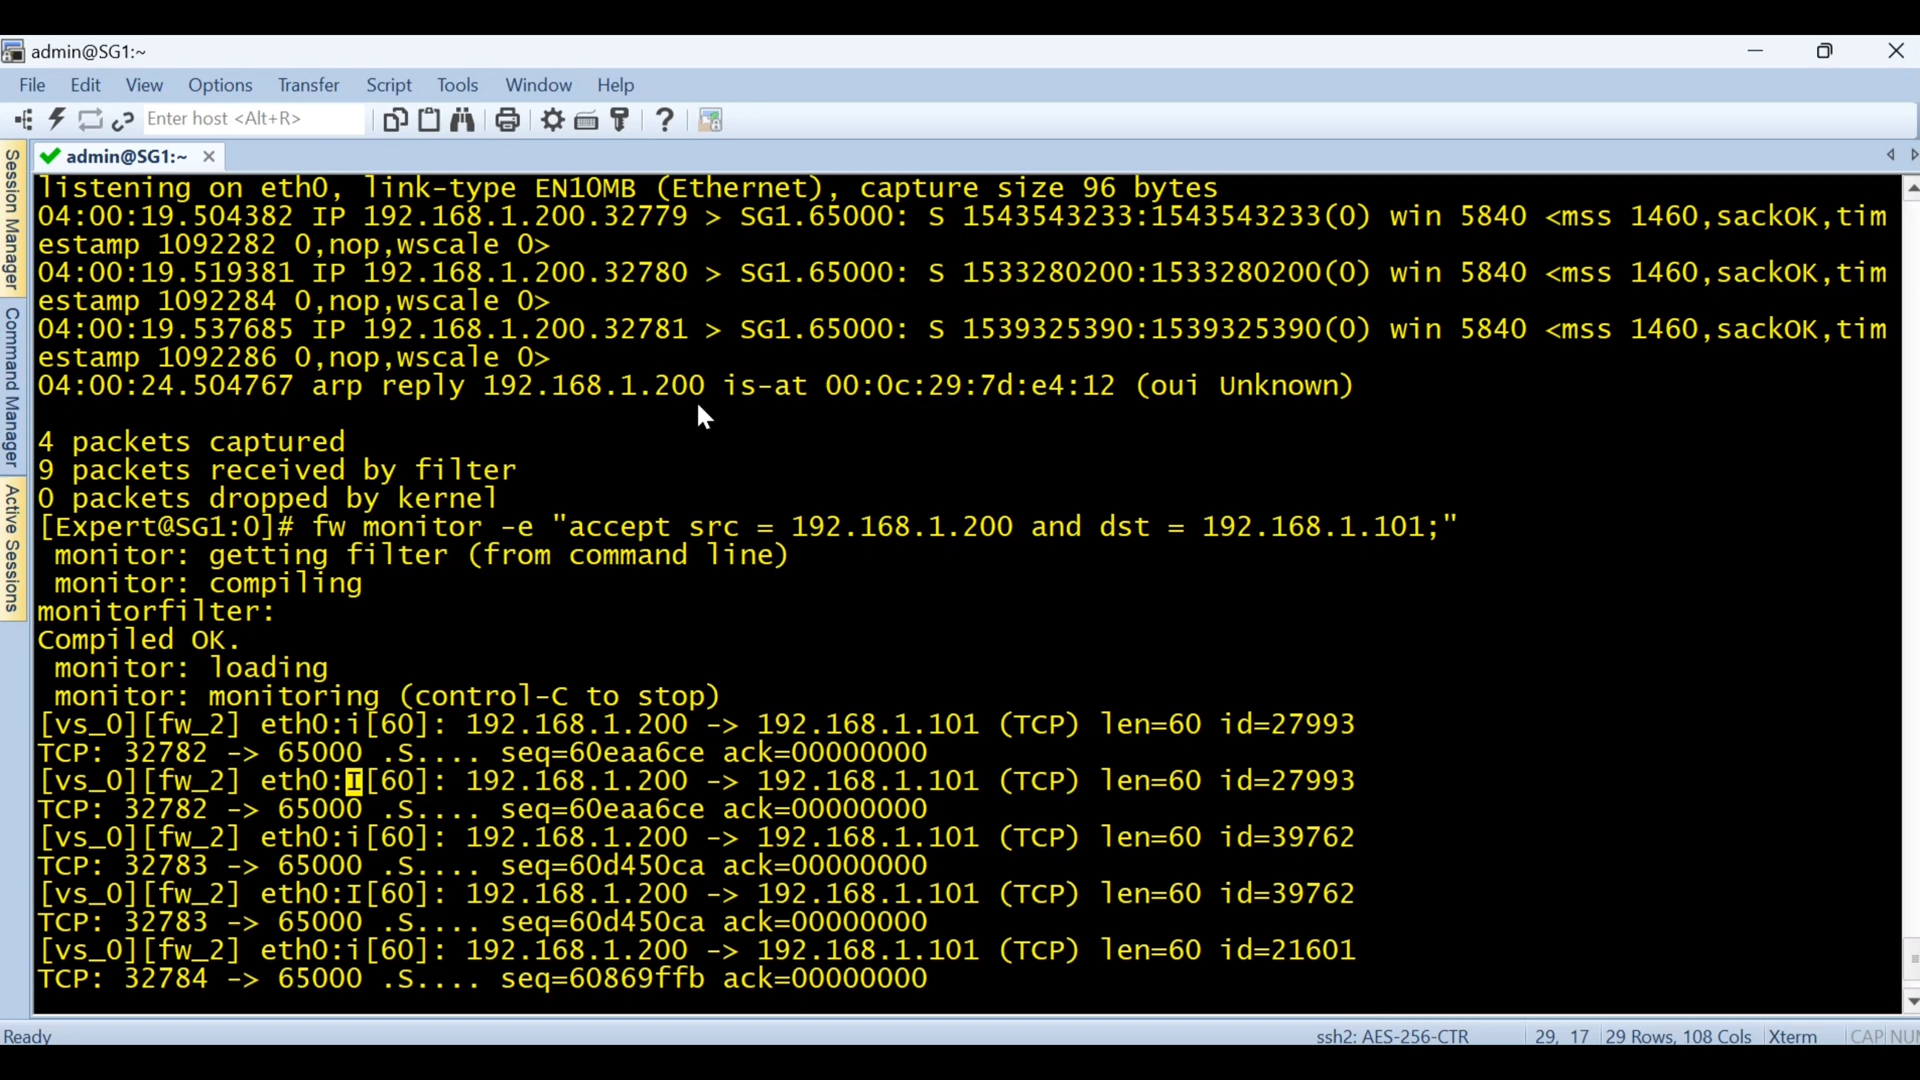 admin@SG1:~
File Edit View Options Transfer Script Tools Window Help
Enter host <Alt+R>
admin@SG1:~
Session Manager
Command Manager
Active Sessions
listening on eth0, link-type EN10MB (Ethernet), capture size 96 bytes
04:00:19.504382 IP 192.168.1.200.32779 > SG1.65000: S 1543543233:1543543233(0) win 5840 <mss 1460,sackOK,tim
estamp 1092282 0,nop,wscale 0>
04:00:19.519381 IP 192.168.1.200.32780 > SG1.65000: S 1533280200:1533280200(0) win 5840 <mss 1460,sackOK,tim
estamp 1092284 0,nop,wscale 0>
04:00:19.537685 IP 192.168.1.200.32781 > SG1.65000: S 1539325390:1539325390(0) win 5840 <mss 1460,sackOK,tim
estamp 1092286 0,nop,wscale 0>
04:00:24.504767 arp reply 192.168.1.200 is-at 00:0c:29:7d:e4:12 (oui Unknown)
4 packets captured
9 packets received by filter
0 packets dropped by kernel
[Expert@SG1:0]# fw monitor -e "accept src = 192.168.1.200 and dst = 192.168.1.101;"
monitor: getting filter (from command line)
monitor: compiling
monitorfilter:
Compiled OK.
monitor: loading
monitor: monitoring (control-C to stop)
[vs_0][fw_2] eth0:i[60]: 192.168.1.200 -> 192.168.1.101 (TCP) len=60 id=27993
TCP: 32782 -> 65000 .S.... seq=60eaa6ce ack=00000000
[vs_0][fw_2] eth0:I[60]: 192.168.1.200 -> 192.168.1.101 (TCP) len=60 id=27993
TCP: 32782 -> 65000 .S.... seq=60eaa6ce ack=00000000
[vs_0][fw_2] eth0:i[60]: 192.168.1.200 -> 192.168.1.101 (TCP) len=60 id=39762
TCP: 32783 -> 65000 .S.... seq=60d450ca ack=00000000
[vs_0][fw_2] eth0:I[60]: 192.168.1.200 -> 192.168.1.101 (TCP) len=60 id=39762
TCP: 32783 -> 65000 .S.... seq=60d450ca ack=00000000
[vs_0][fw_2] eth0:i[60]: 192.168.1.200 -> 192.168.1.101 (TCP) len=60 id=21601
TCP: 32784 -> 65000 .S.... seq=60869ffb ack=00000000
Ready ssh2: AES-256-CTR 29, 17 29 Rows, 108 Cols Xterm CAP NU